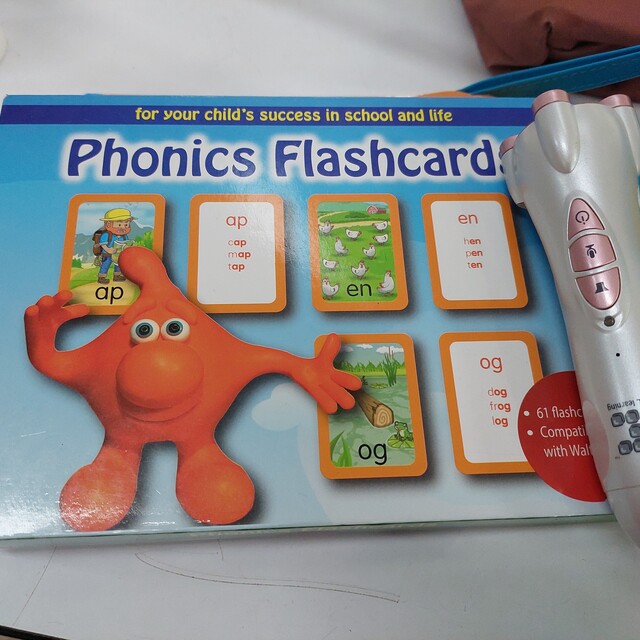 for your child's success in school and life
Phonics Flashcards
ap
ap
cap
map
tap
en
en
hen
pen
ten
og
og
dog
frog
log
• 61 flashc
• Compati
with Wal
learning